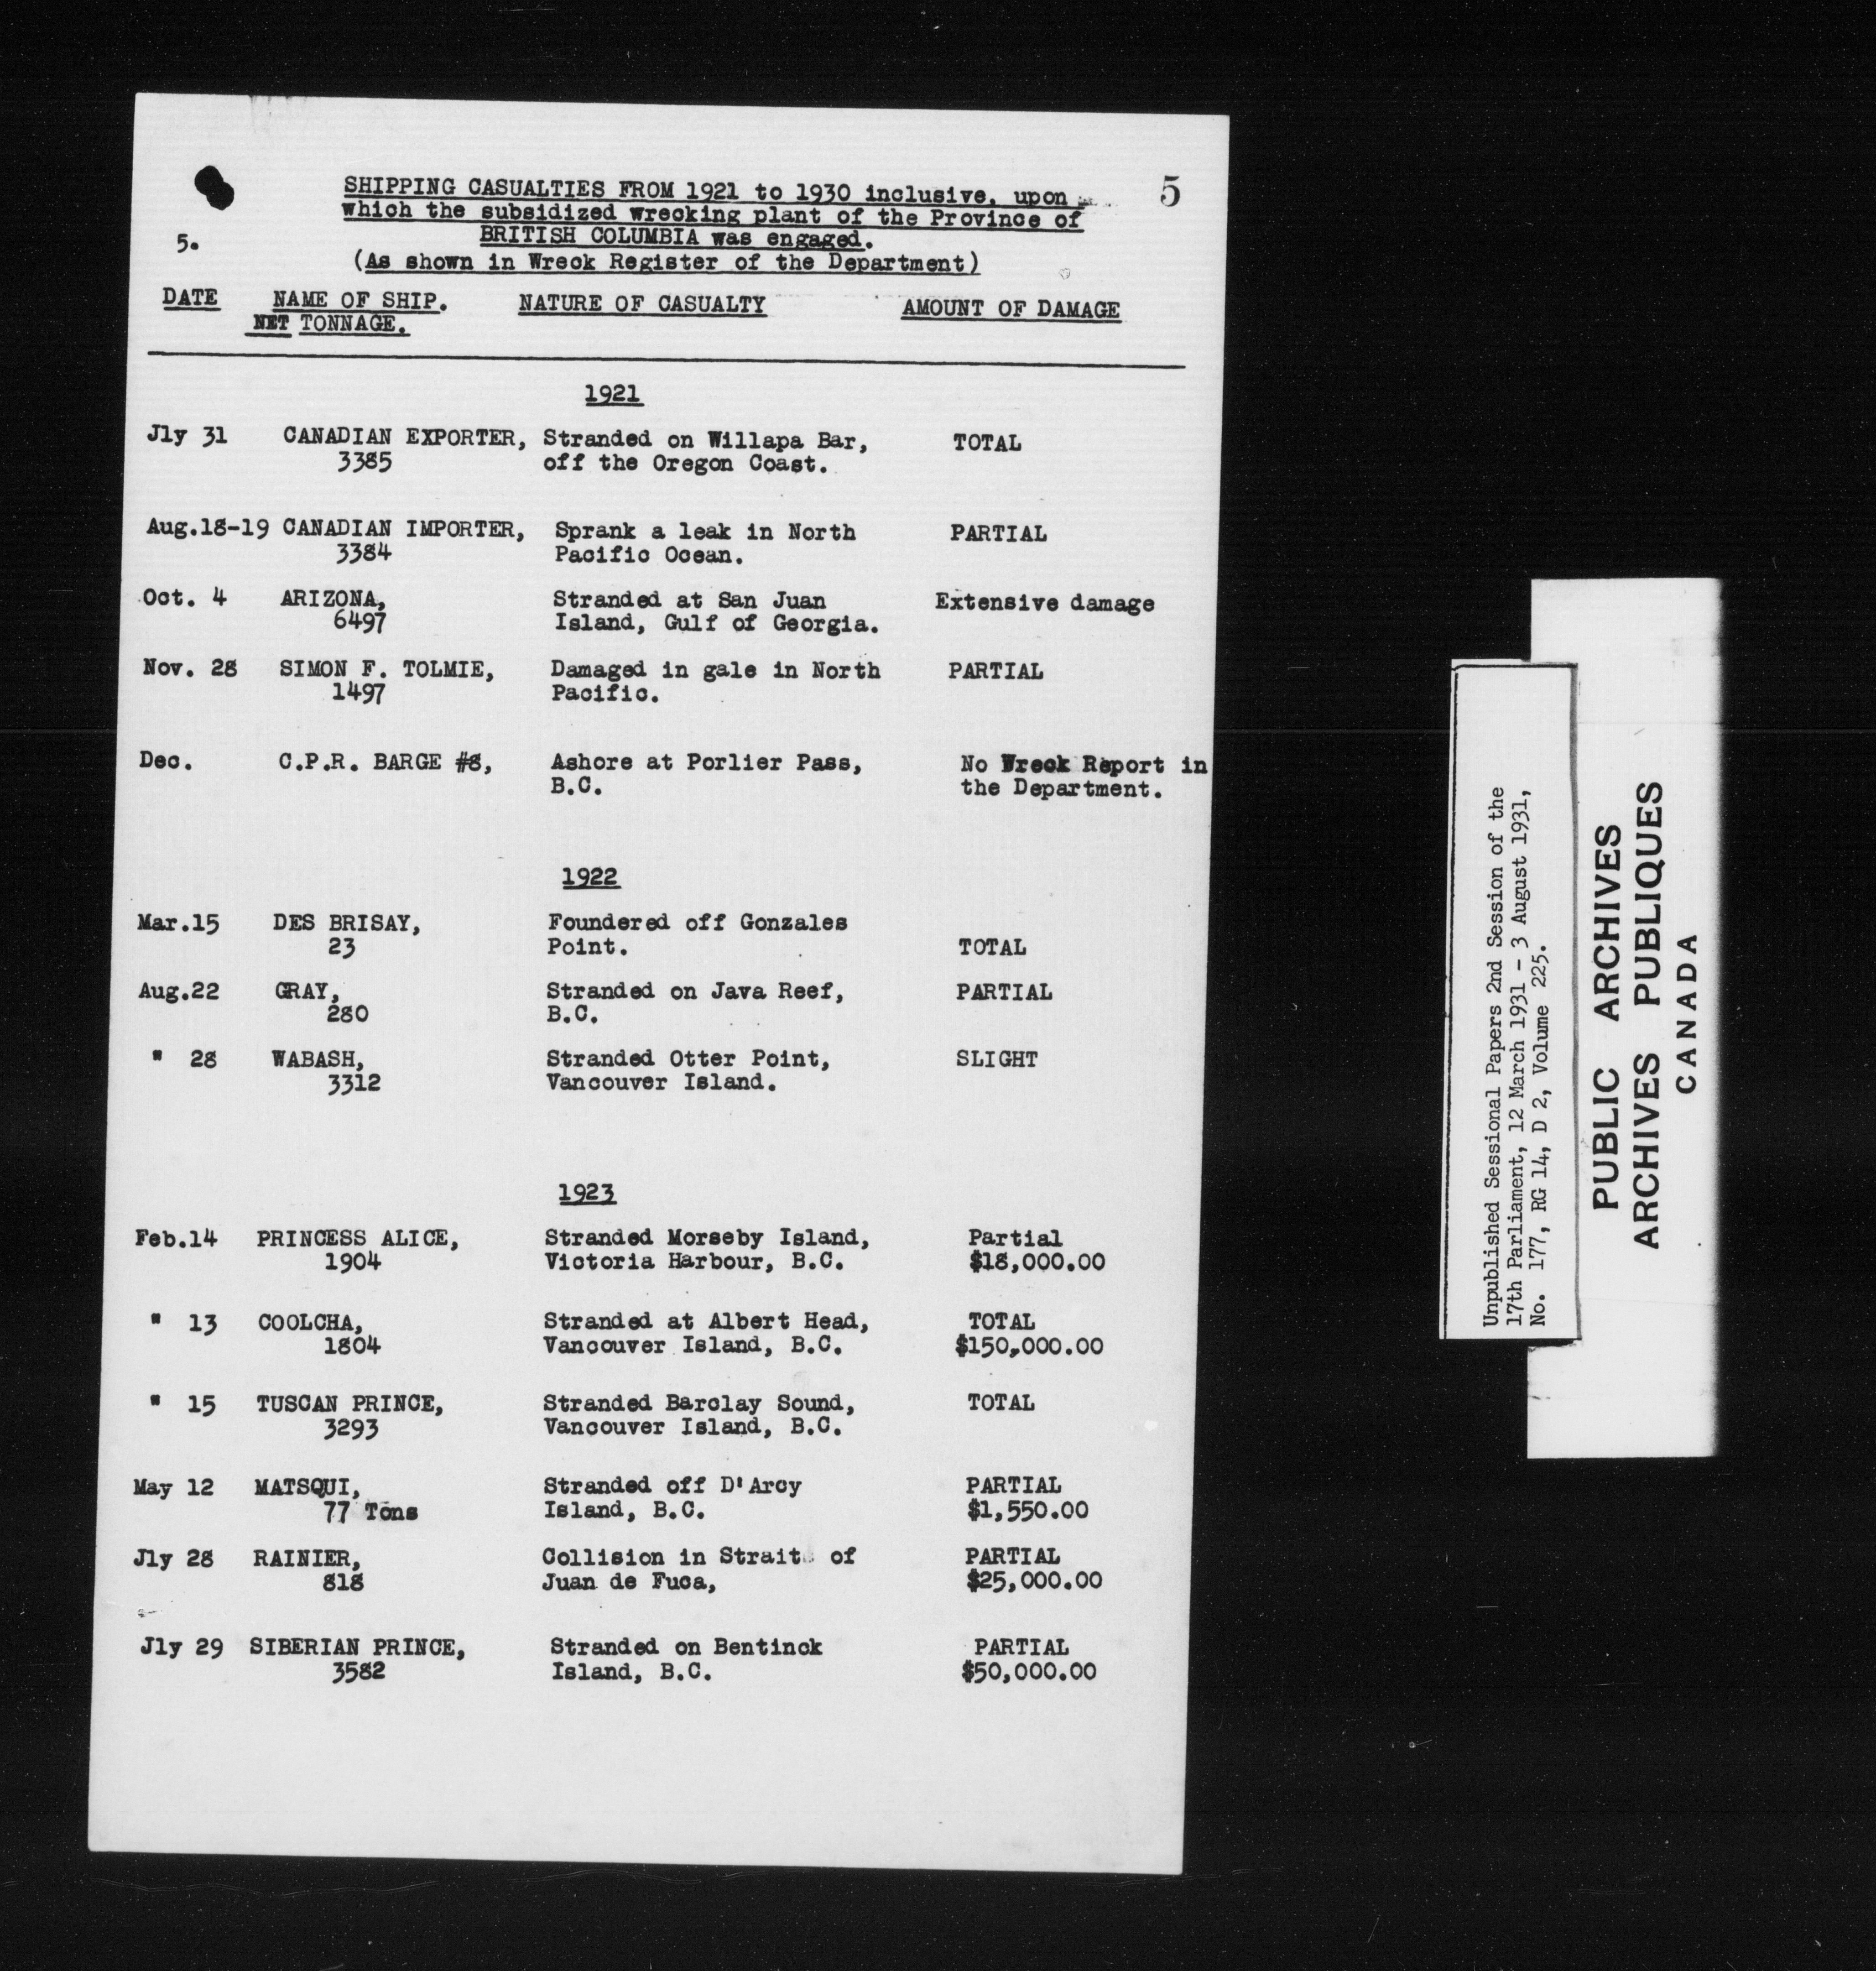 5
SHIPPING CASUALTIES FROM 1921 to 1930 inclusive, upon
which the subsidized wrecking plant of the Province of
BRITISH COLUMBIA was engaged.
5.
(As shown in Wreck Register of the Department)
DATE NAME OF SHIP. NATURE OF CASUALTY AMOUNT OF DAMAGE
NET TONNAGE.
1921
Jly 31 CANADIAN EXPORTER, Stranded on Willapa Bar, TOTAL
3385 off the Oregon Coast.
Aug.18-19 CANADIAN IMPORTER, Sprank a leak in North PARTIAL
3384 Pacific Ocean.
Oct. 4 ARIZONA, Stranded at San Juan Extensive damage
6497 Island, Gulf of Georgia.
Nov. 28 SIMON F. TOLMIE, Damaged in gale in North PARTIAL
1497 Pacific.
Dec. C.P.R. BARGE #8, Ashore at Porlier Pass, No Wreck Report in
B.C. the Department.
1922
Mar.15 DES BRISAY, Foundered off Gonzales
23 Point. TOTAL
Aug.22 GRAY, Stranded on Java Reef, PARTIAL
280 B.C.
" 28 WABASH, Stranded Otter Point, SLIGHT
3312 Vancouver Island.
1923
Feb.14 PRINCESS ALICE, Stranded Morseby Island, Partial
1904 Victoria Harbour, B.C. $18,000.00
" 13 COOLCHA, Stranded at Albert Head, TOTAL
1804 Vancouver Island, B.C. $150,000.00
" 15 TUSCAN PRINCE, Stranded Barclay Sound, TOTAL
3293 Vancouver Island, B.C.
May 12 MATSQUI, Stranded off D'Arcy PARTIAL
77 Tons Island, B.C. $1,550.00
Jly 28 RAINIER, Collision in Strait of PARTIAL
818 Juan de Fuca, $25,000.00
Jly 29 SIBERIAN PRINCE, Stranded on Bentinck PARTIAL
3582 Island, B.C. $50,000.00
Unpublished Sessional Papers 2nd Session of the
17th Parliament, 12 March 1931 - 3 August 1931,
No. 177, RG 14, D 2, Volume 225.
PUBLIC ARCHIVES
ARCHIVES PUBLIQUES
CANADA